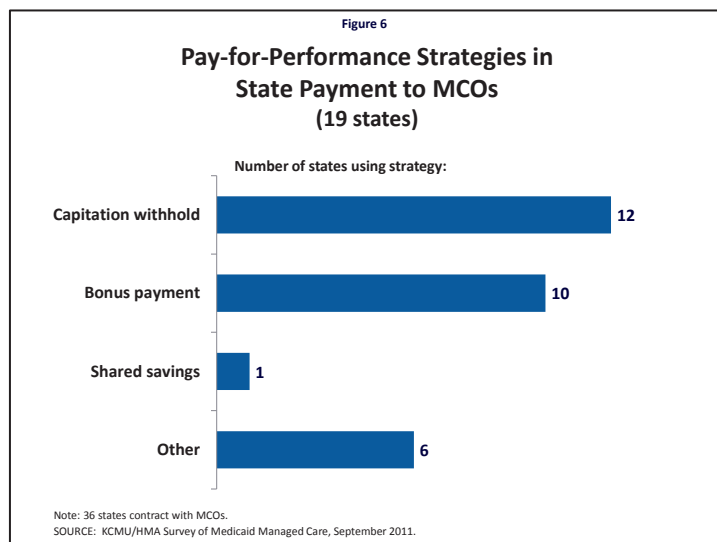 Figure 6
Pay-for-Performance Strategies in
State Payment to MCOs
(19 states)
Number of states using strategy:
Capitation withhold 12
Bonus payment 10
Shared savings 1
Other 6
Note: 36 states contract with MCOs.
SOURCE: KCMU/HMA Survey of Medicaid Managed Care, September 2011.